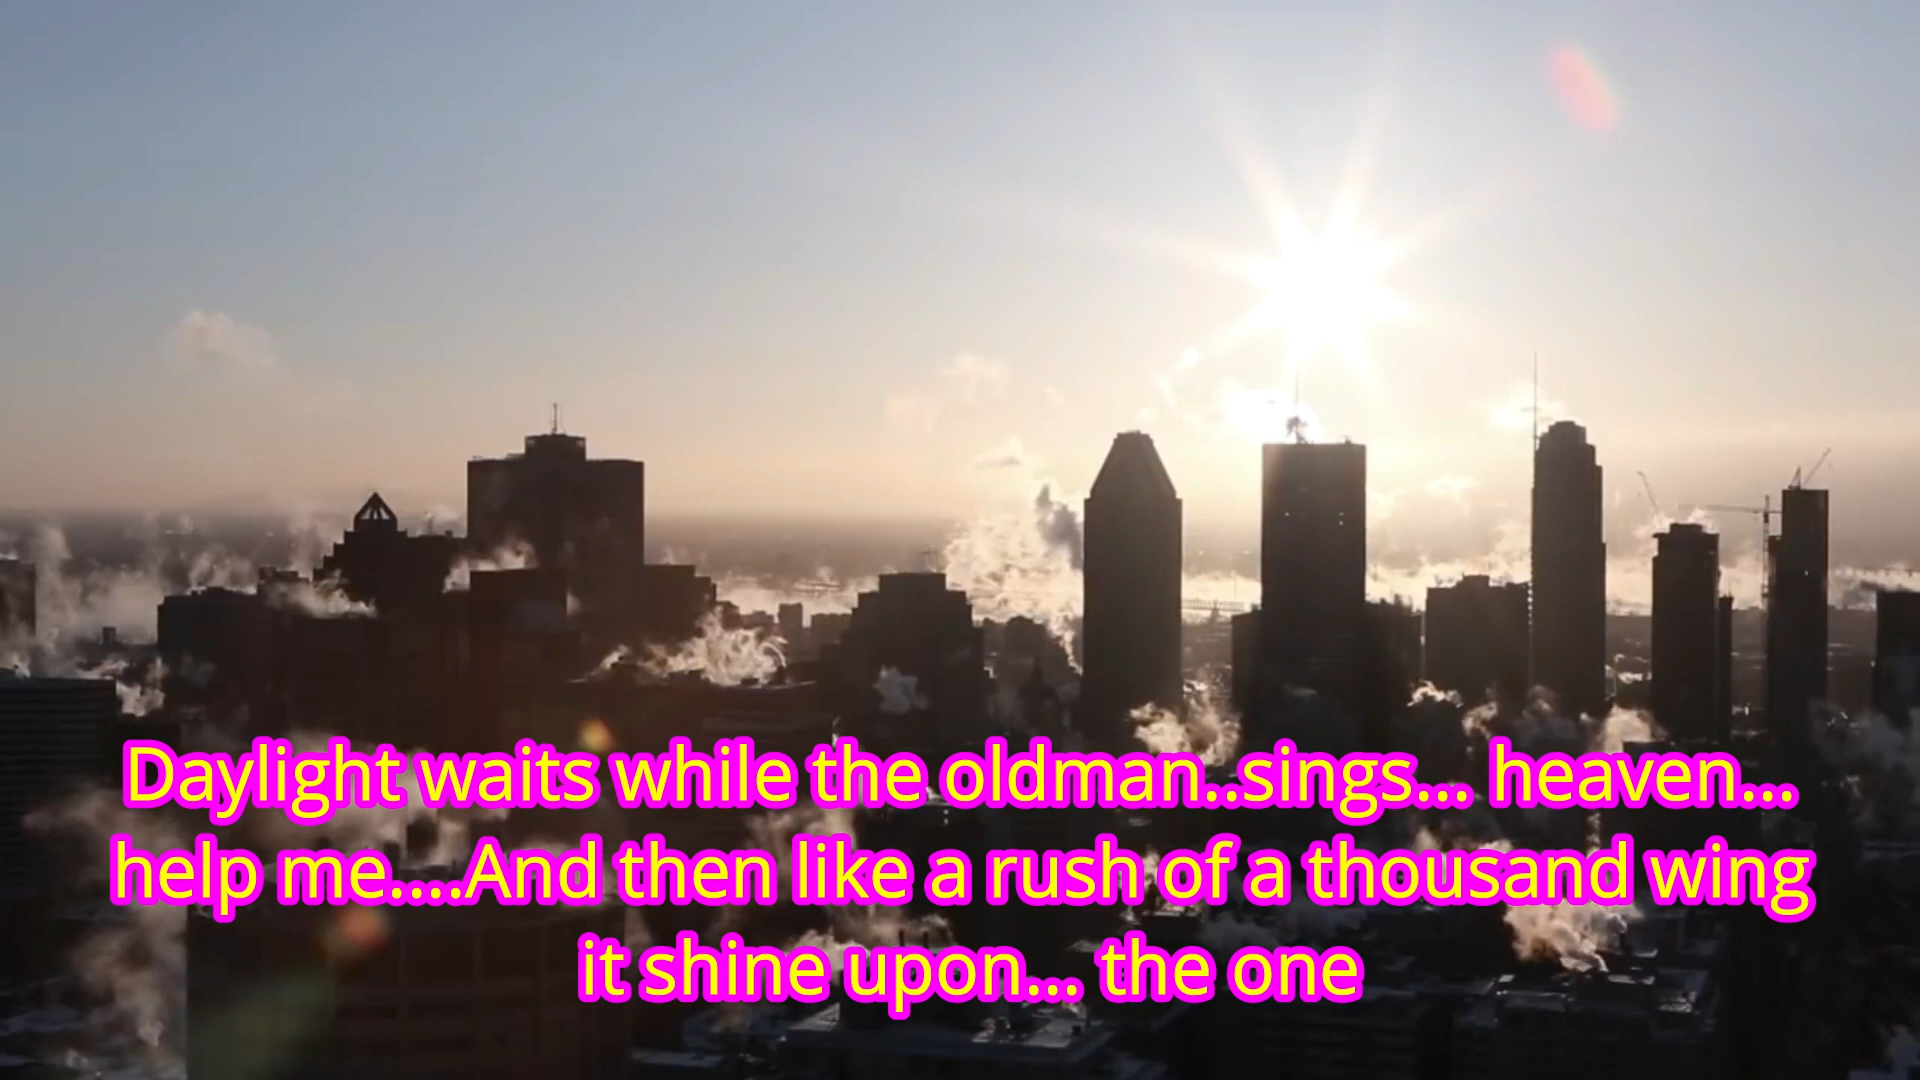 Daylight waits while the oldman..sings... heaven...
help me....And then like a rush of a thousand wing
it shine upon... the one